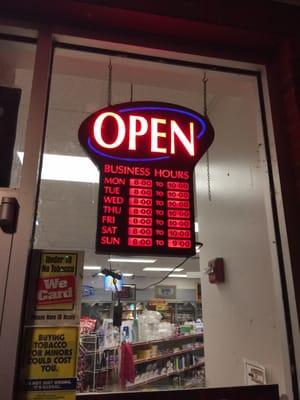 OPEN
BUSINESS HOURS
MON 8:00 TO 10:00
TUE 8:00 TO 10:00
WED 8:00 TO 10:00
THU 8:00 TO 10:00
FRI 8:00 TO 10:00
SAT 8:00 TO 10:00
SUN 8:00 TO 9:00
Under 18
No Tobacco
We Card
BUYING
TOBACCO
FOR MINORS
COULD COST
YOU.